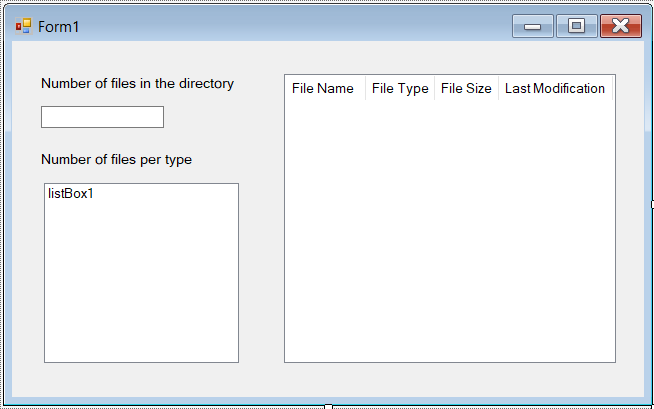 Form1
Number of files in the directory
Number of files per type
listBox1
File Name File Type File Size Last Modification